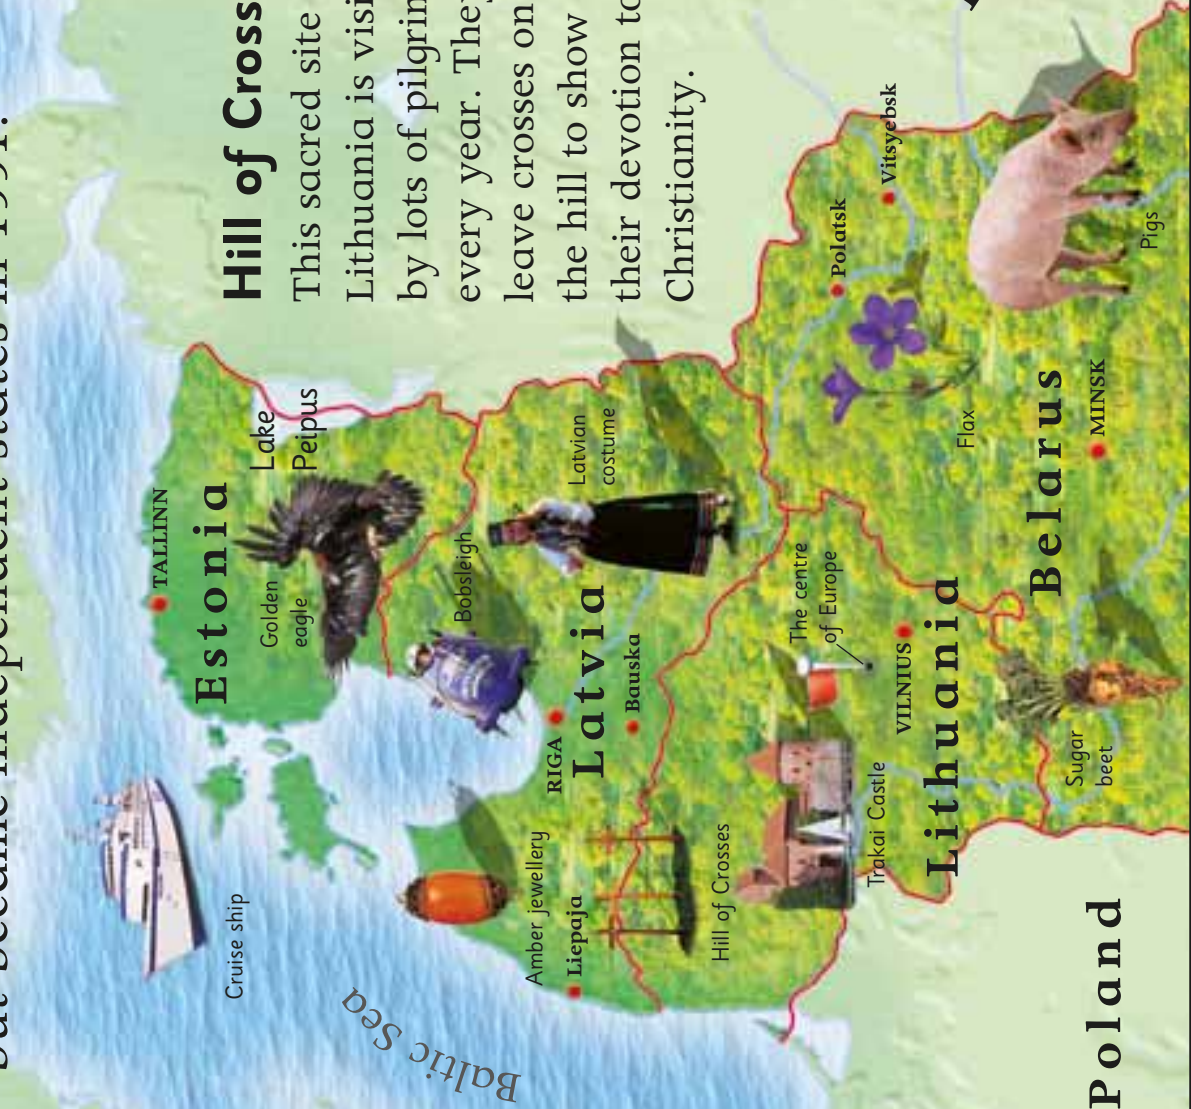 but became independent states in 1991.
TALLINN
Estonia
Cruise ship
Lake
Peipus
Golden
eagle
Hill of Cross
This sacred site
Lithuania is visi
by lots of pilgrim
every year. They
leave crosses on
the hill to show
their devotion to
Christianity.
Baltic Sea
Bobsleigh
Latvian
costume
RIGA
Latvia
Bauska
Amber jewellery
Liepaja
Hill of Crosses
The centre
of Europe
Polatsk
Vitsyebsk
Trakai Castle
VILNIUS
Lithuania
Flax
Belarus
MINSK
Sugar
beet
Pigs
Poland